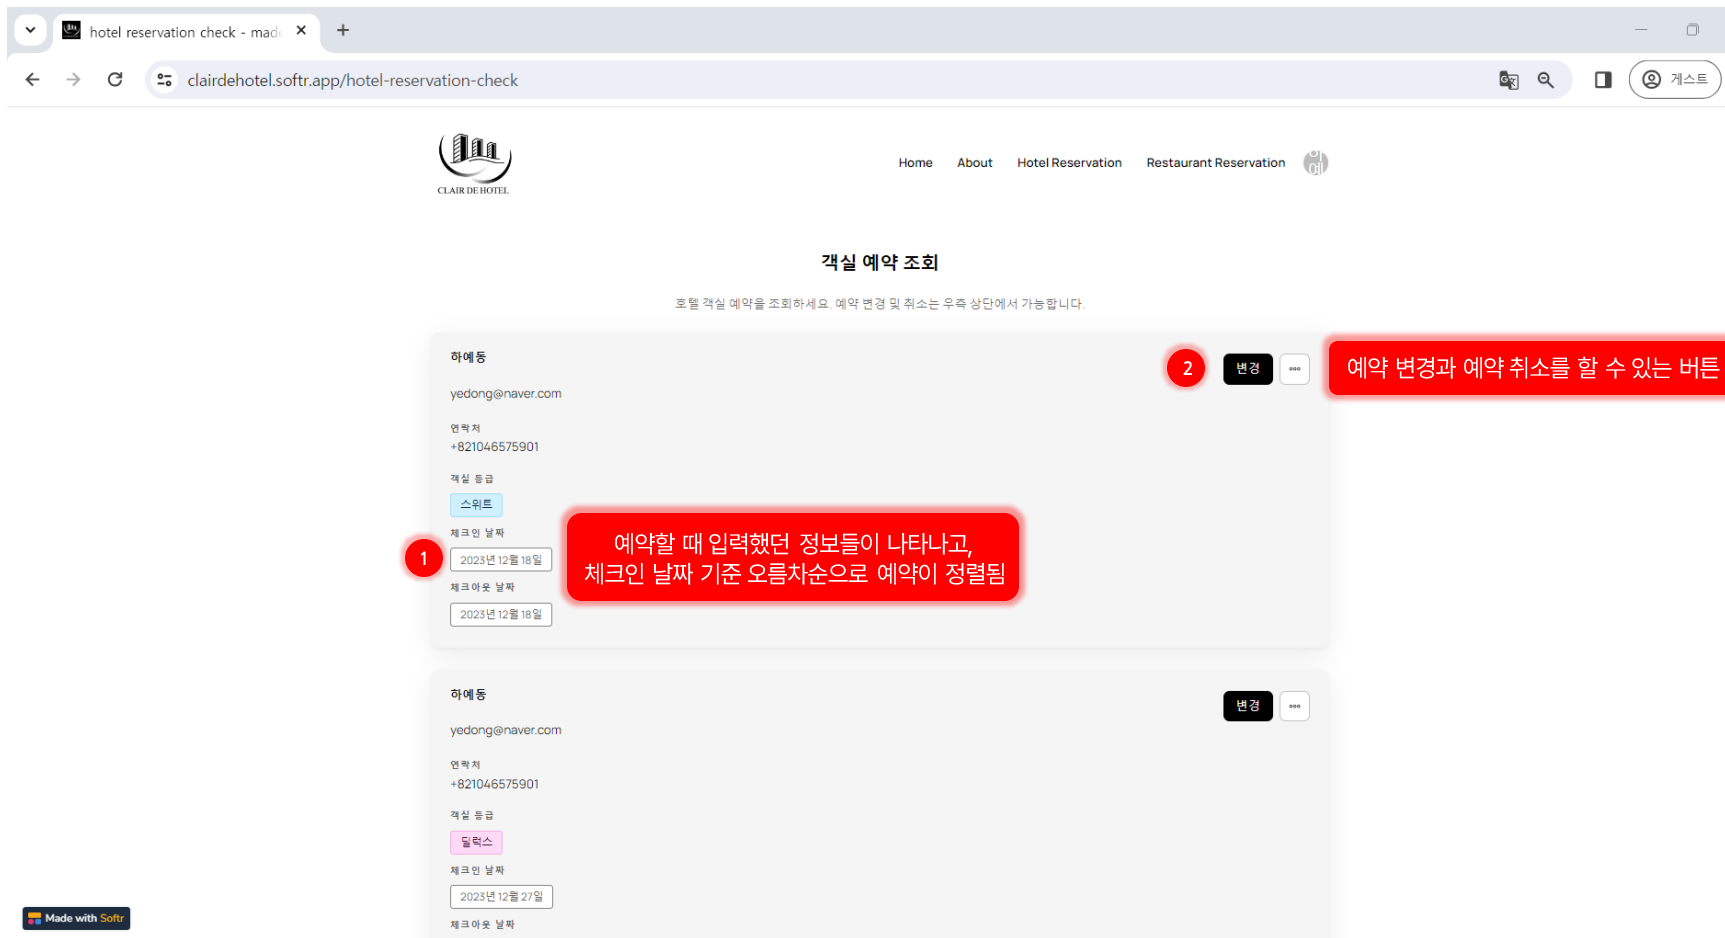 hotel reservation check - made
clairdehotel.softr.app/hotel-reservation-check
게스트
CLAIR DE HOTEL
Home About Hotel Reservation Restaurant Reservation
객실 예약 조회
호텔 객실 예약을 조회하세요. 예약 변경 및 취소는 우측 상단에서 가능합니다.
하예동
2
변경
예약 변경과 예약 취소를 할 수 있는 버튼
yedong@naver.com
연락처
+821046575901
객실 등급
스위트
체크인 날짜
1
2023년 12월 18일
예약할 때 입력했던 정보들이 나타나고,
체크인 날짜 기준 오름차순으로 예약이 정렬됨
체크아웃 날짜
2023년 12월 18일
하예동
변경
yedong@naver.com
연락처
+821046575901
객실 등급
딜럭스
체크인 날짜
2023년 12월 27일
체크아웃 날짜
Made with Softr